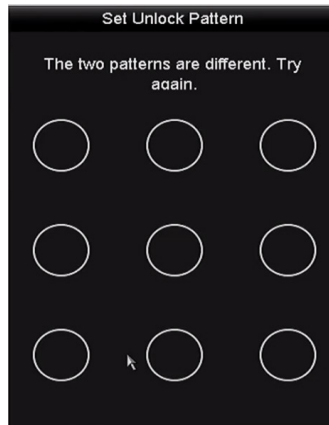 Set Unlock Pattern
The two patterns are different. Try
again.